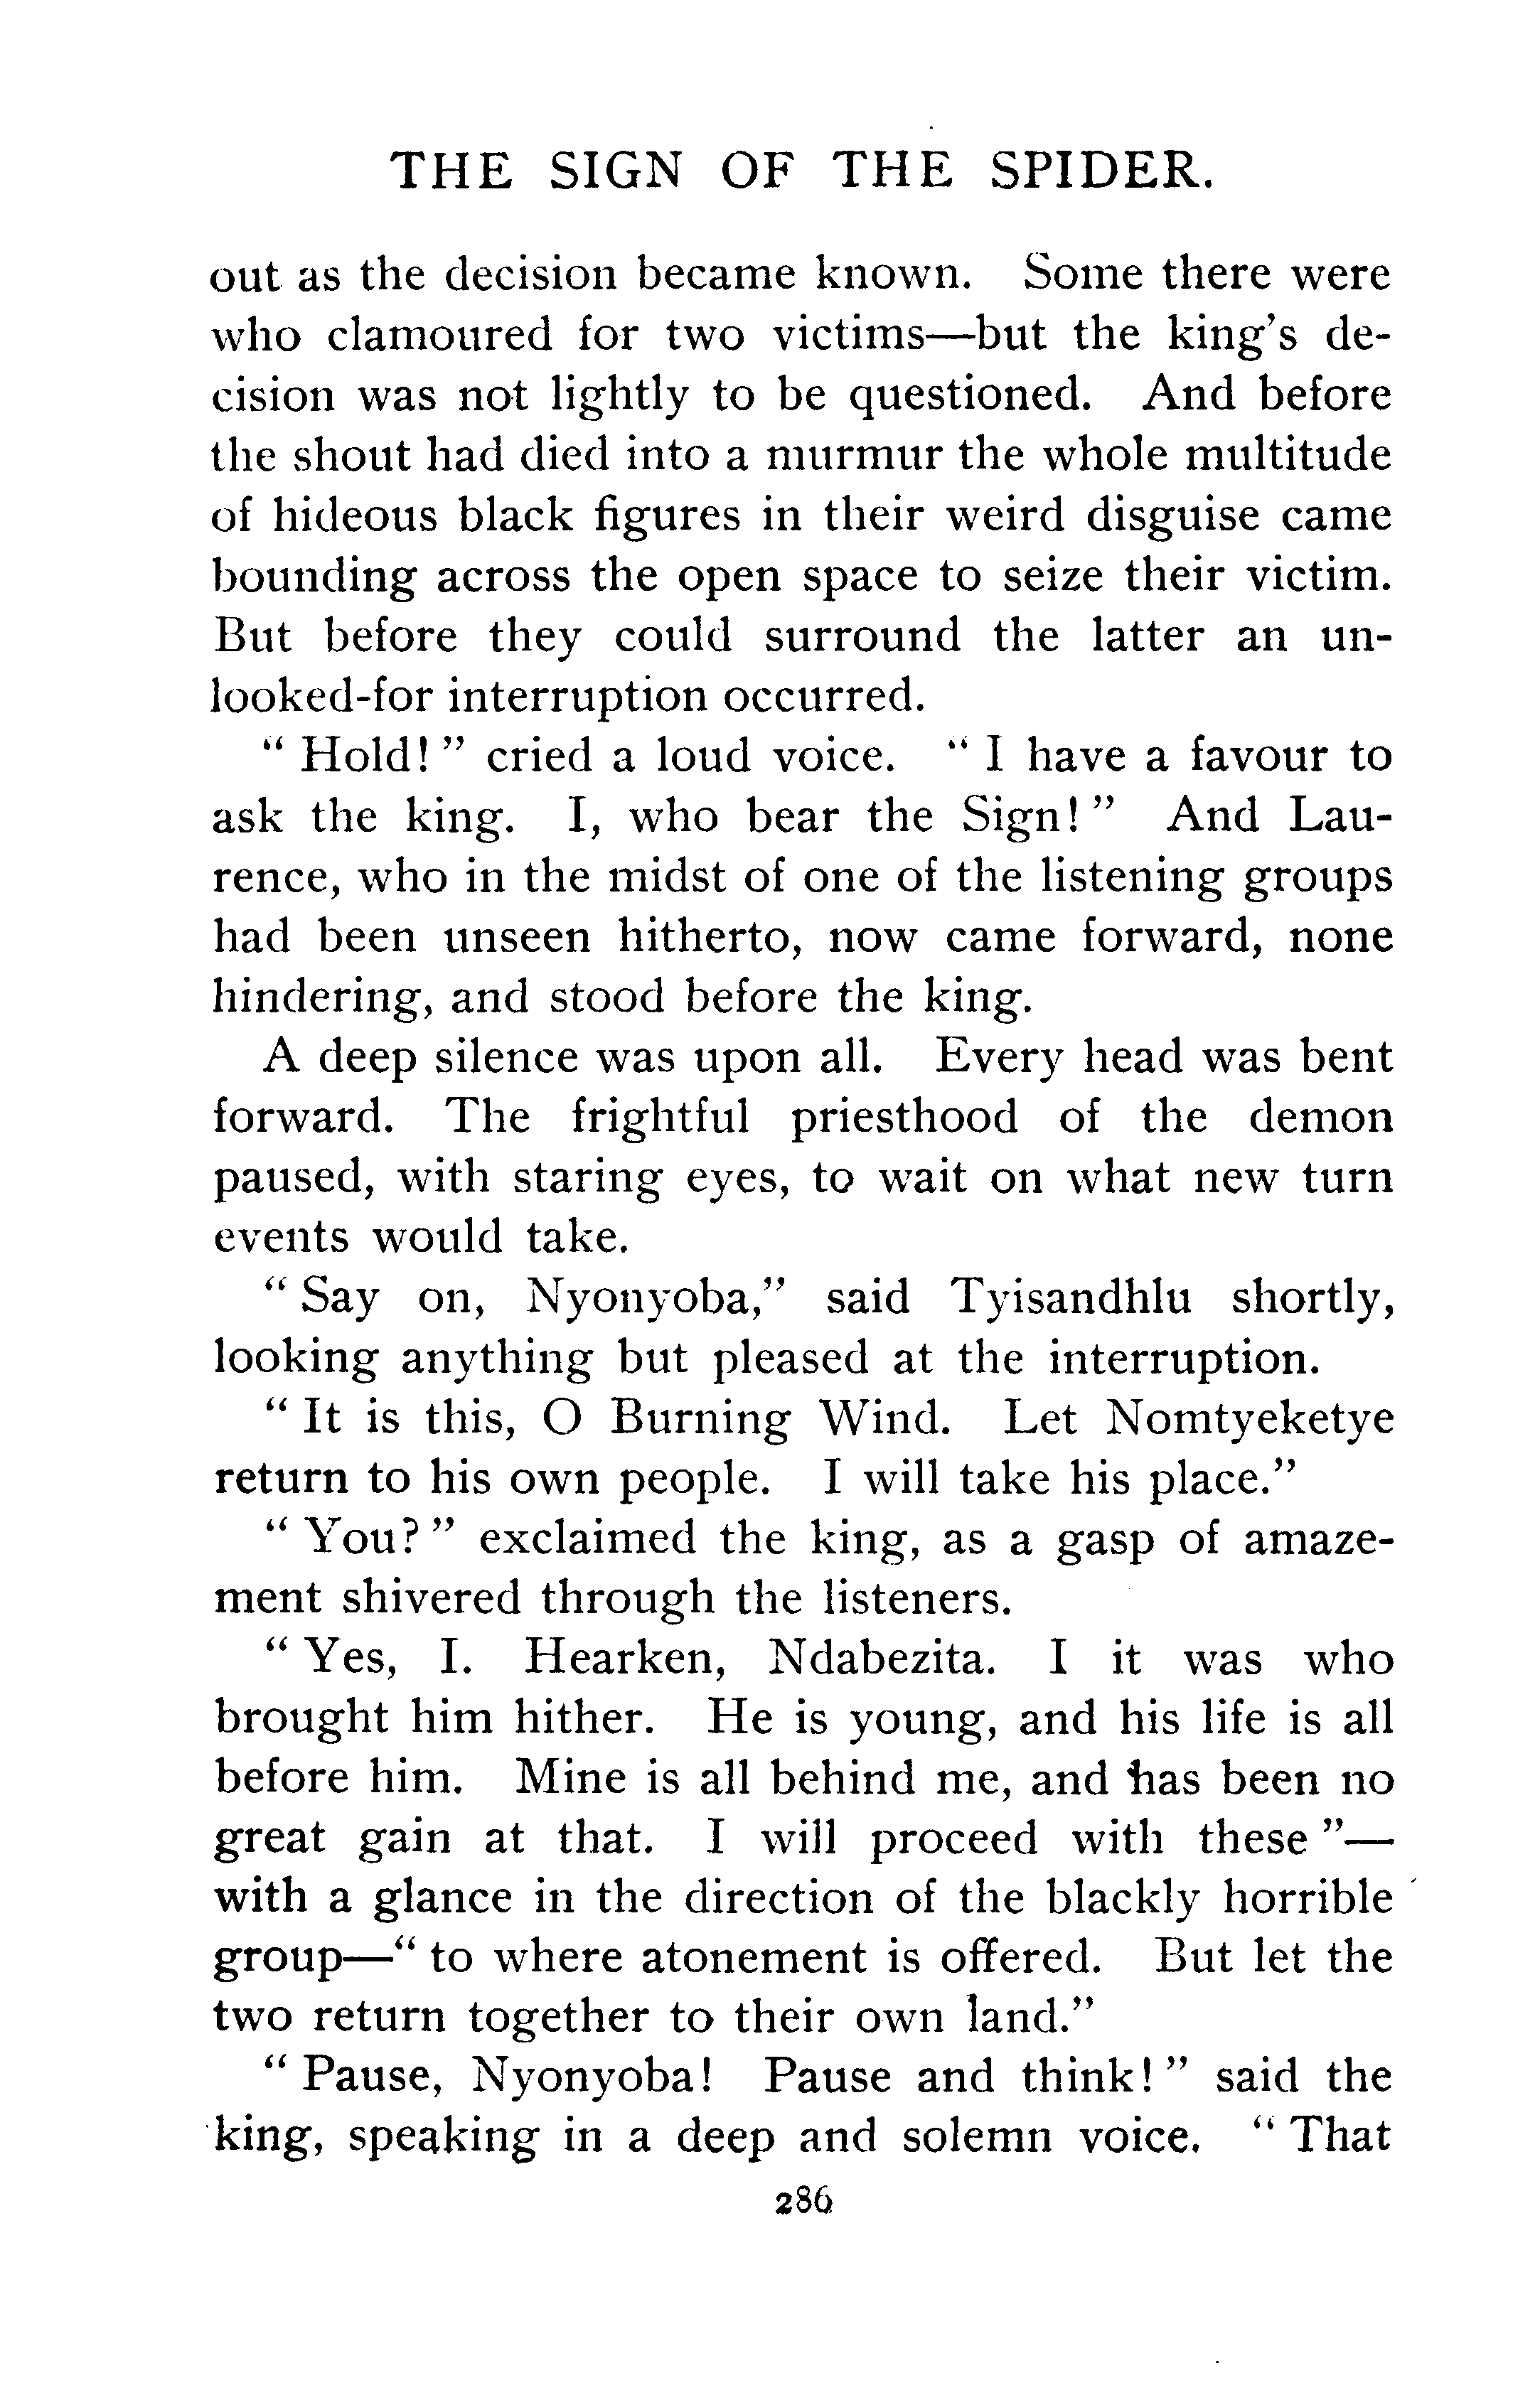 THE SIGN OF THE SPIDER.
out as the decision became known. Some there were
who clamoured for two victims—but the king's de-
cision was not lightly to be questioned. And before
the shout had died into a murmur the whole multitude
of hideous black figures in their weird disguise came
bounding across the open space to seize their victim.
But before they could surround the latter an un-
looked-for interruption occurred.
“ Hold! ” cried a loud voice. “ I have a favour to
ask the king. I, who bear the Sign! ” And Lau-
rence, who in the midst of one of the listening groups
had been unseen hitherto, now came forward, none
hindering, and stood before the king.
A deep silence was upon all. Every head was bent
forward. The frightful priesthood of the demon
paused, with staring eyes, to wait on what new turn
events would take.
“ Say on, Nyonyoba,” said Tyisandhlu shortly,
looking anything but pleased at the interruption.
“ It is this, O Burning Wind. Let Nomtyeketye
return to his own people. I will take his place.”
“ You? ” exclaimed the king, as a gasp of amaze-
ment shivered through the listeners.
“ Yes, I. Hearken, Ndabezita. I it was who
brought him hither. He is young, and his life is all
before him. Mine is all behind me, and has been no
great gain at that. I will proceed with these ”—
with a glance in the direction of the blackly horrible
group—“ to where atonement is offered. But let the
two return together to their own land.”
“ Pause, Nyonyoba! Pause and think! ” said the
king, speaking in a deep and solemn voice. “ That
286